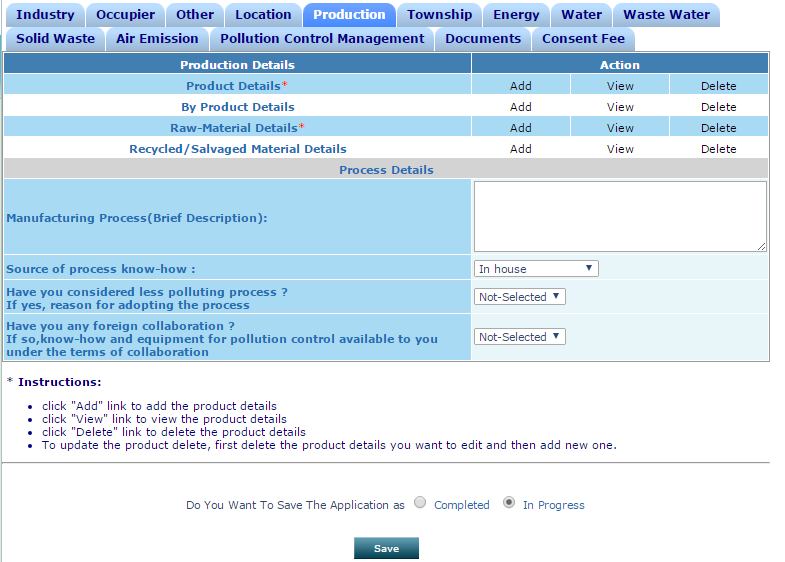 Industry Occupier Other Location Production Township Energy Water Waste Water
Solid Waste Air Emission Pollution Control Management Documents Consent Fee
Production Details Action
Product Details* Add View Delete
By Product Details Add View Delete
Raw-Material Details* Add View Delete
Recycled/Salvaged Material Details Add View Delete
Process Details
Manufacturing Process(Brief Description):
Source of process know-how : In house
Have you considered less polluting process ?
If yes, reason for adopting the process
Not-Selected
Have you any foreign collaboration ?
If so,know-how and equipment for pollution control available to you
under the terms of collaboration
Not-Selected
* Instructions:
• click "Add" link to add the product details
• click "View" link to view the product details
• click "Delete" link to delete the product details
• To update the product delete, first delete the product details you want to edit and then add new one.
Do You Want To Save The Application as Completed In Progress
Save